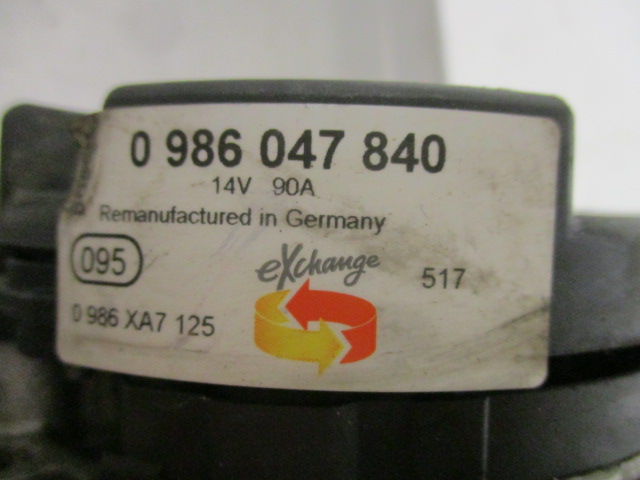 0 986 047 840
14V 90A
Remanufactured in Germany
095
eXchange
517
0 986 XA7 125